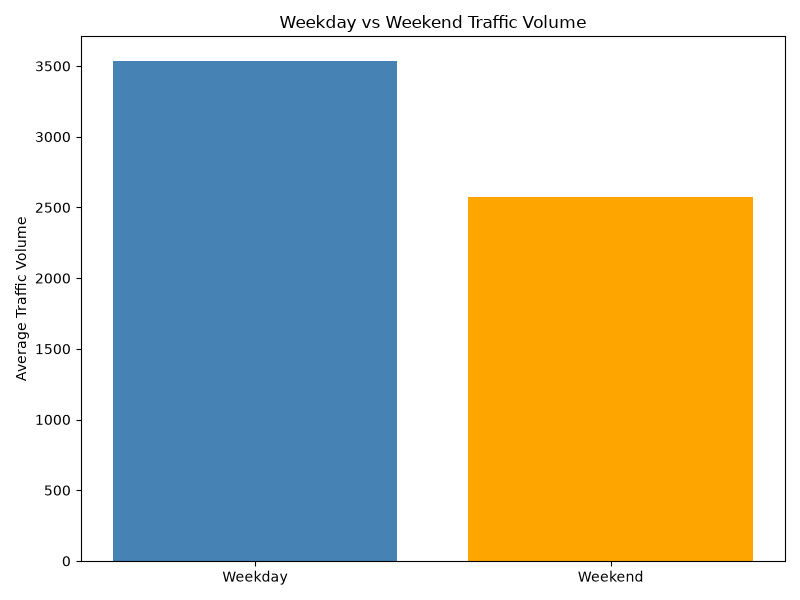 Weekday vs Weekend Traffic Volume
Average Traffic Volume
3500
3000
2500
2000
1500
1000
500
0
Weekday
Weekend